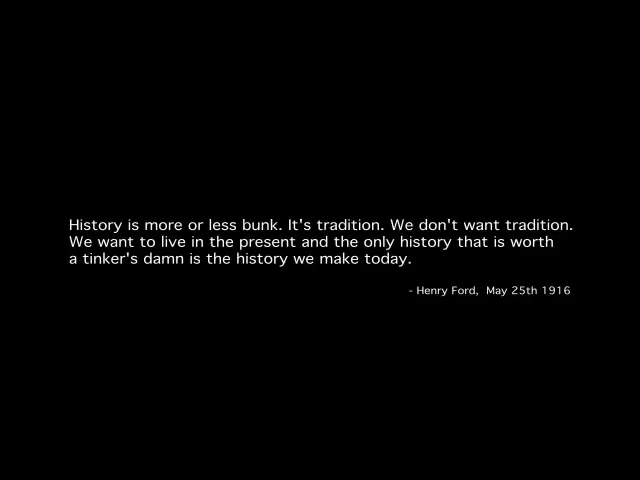 History is more or less bunk. It's tradition. We don't want tradition.
We want to live in the present and the only history that is worth
a tinker's damn is the history we make today.
- Henry Ford,  May 25th 1916